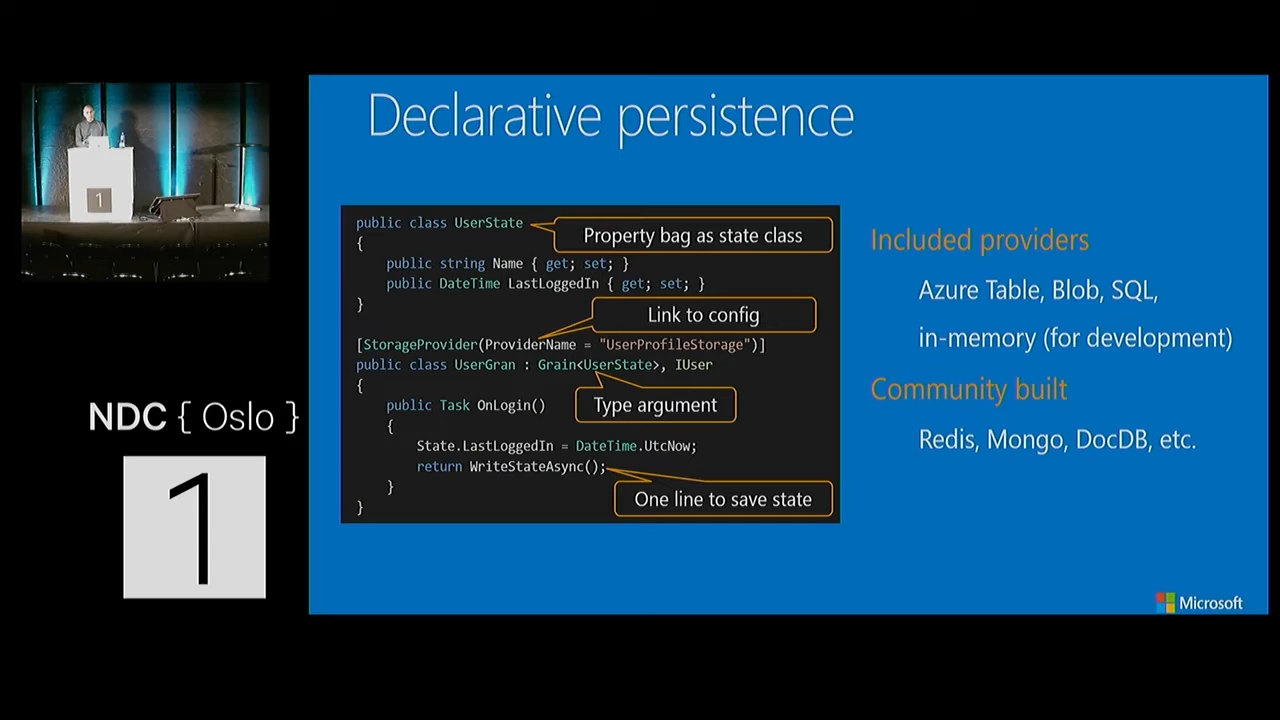 Declarative persistence
public class UserState
Property bag as state class
{
public string Name { get; set; }
public DateTime LastLoggedIn { get; set; }
}
Link to config
[StorageProvider(ProviderName = "UserProfileStorage")]
public class UserGran : Grain<UserState>, IUser
{
public Task OnLogin()
Type argument
{
State.LastLoggedIn = DateTime.UtcNow;
return WriteStateAsync();
}
One line to save state
}
Included providers
Azure Table, Blob, SQL,
in-memory (for development)
Community built
Redis, Mongo, DocDB, etc.
Microsoft
NDC { Oslo }
1
1